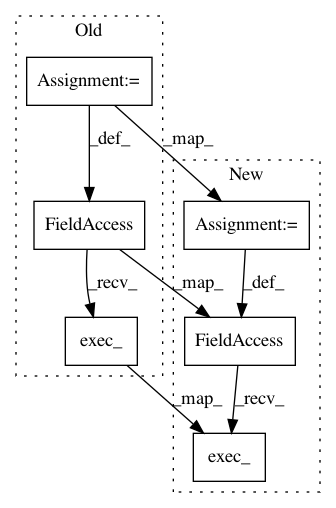 Old
Assignment:=
_def_
_map_
New
FieldAccess
Assignment:=
_recv_
_map_
_def_
exec_
FieldAccess
_map_
_recv_
exec_